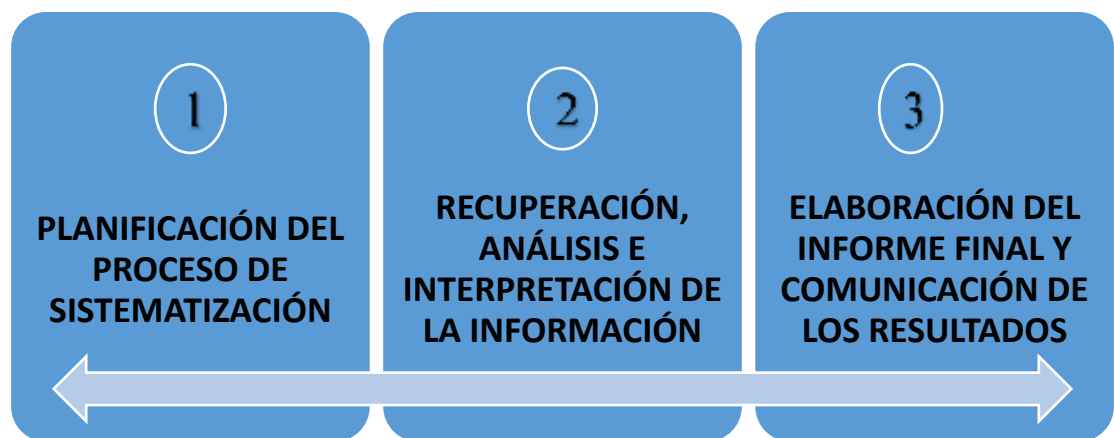 1
PLANIFICACIÓN DEL
PROCESO DE
SISTEMATIZACIÓN
2
RECUPERACIÓN,
ANÁLISIS E
INTERPRETACIÓN DE
LA INFORMACIÓN
3
ELABORACIÓN DEL
INFORME FINAL Y
COMUNICACIÓN DE
LOS RESULTADOS